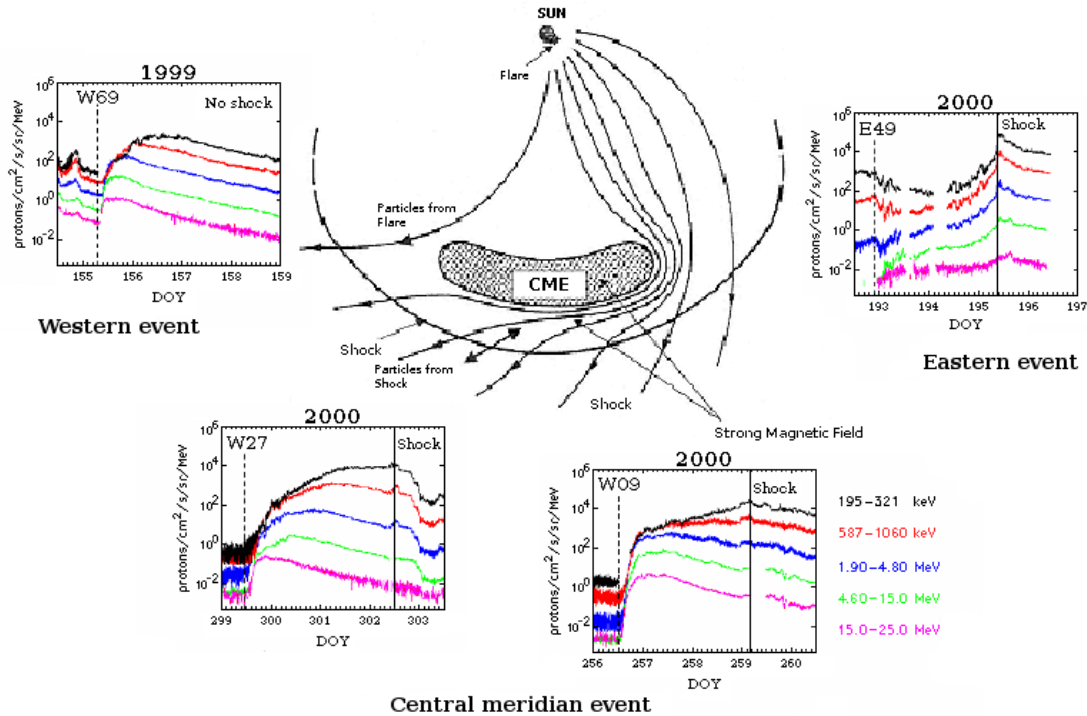 SUN
Flare
1999
W69
No shock
protons/cm²/s/sr/MeV
10⁶
10⁴
10²
10⁰
10⁻²
155 156 157 158 159
DOY
Western event
Particles from
Flare
CME
Shock
Particles from
Shock
Shock
Strong Magnetic Field
2000
E49
Shock
protons/cm²/s/sr/MeV
10⁶
10⁴
10²
10⁰
10⁻²
193 194 195 196 197
DOY
Eastern event
2000
W27
Shock
protons/cm²/s/sr/MeV
10⁶
10⁴
10²
10⁰
10⁻²
299 300 301 302 303
DOY
2000
W09
Shock
protons/cm²/s/sr/MeV
10⁶
10⁴
10²
10⁰
10⁻²
256 257 258 259 260
DOY
195–321 keV
587–1060 keV
1.90–4.80 MeV
4.60–15.0 MeV
15.0–25.0 MeV
Central meridian event